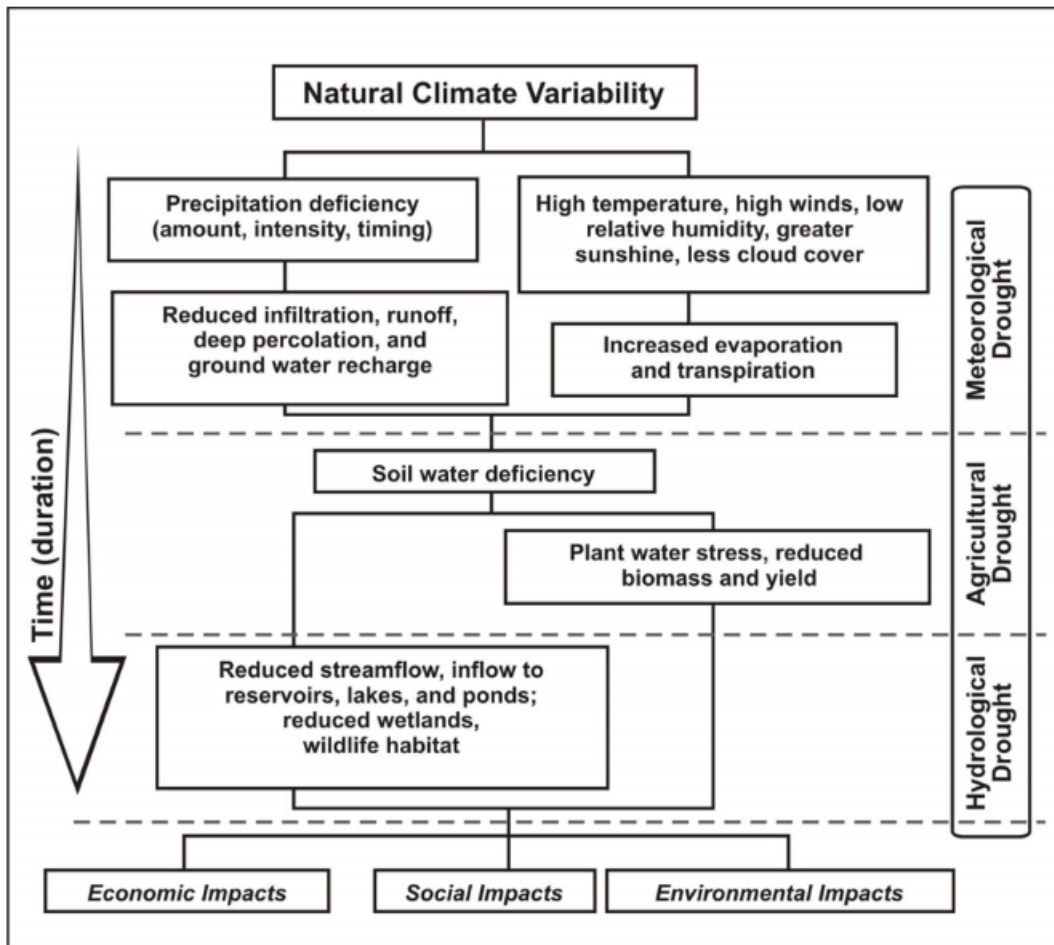 Natural Climate Variability
Precipitation deficiency
(amount, intensity, timing)
High temperature, high winds, low
relative humidity, greater
sunshine, less cloud cover
Reduced infiltration, runoff,
deep percolation, and
ground water recharge
Increased evaporation
and transpiration
Meteorological
Drought
Time (duration)
Soil water deficiency
Plant water stress, reduced
biomass and yield
Agricultural
Drought
Reduced streamflow, inflow to
reservoirs, lakes, and ponds;
reduced wetlands,
wildlife habitat
Hydrological
Drought
Economic Impacts
Social Impacts
Environmental Impacts